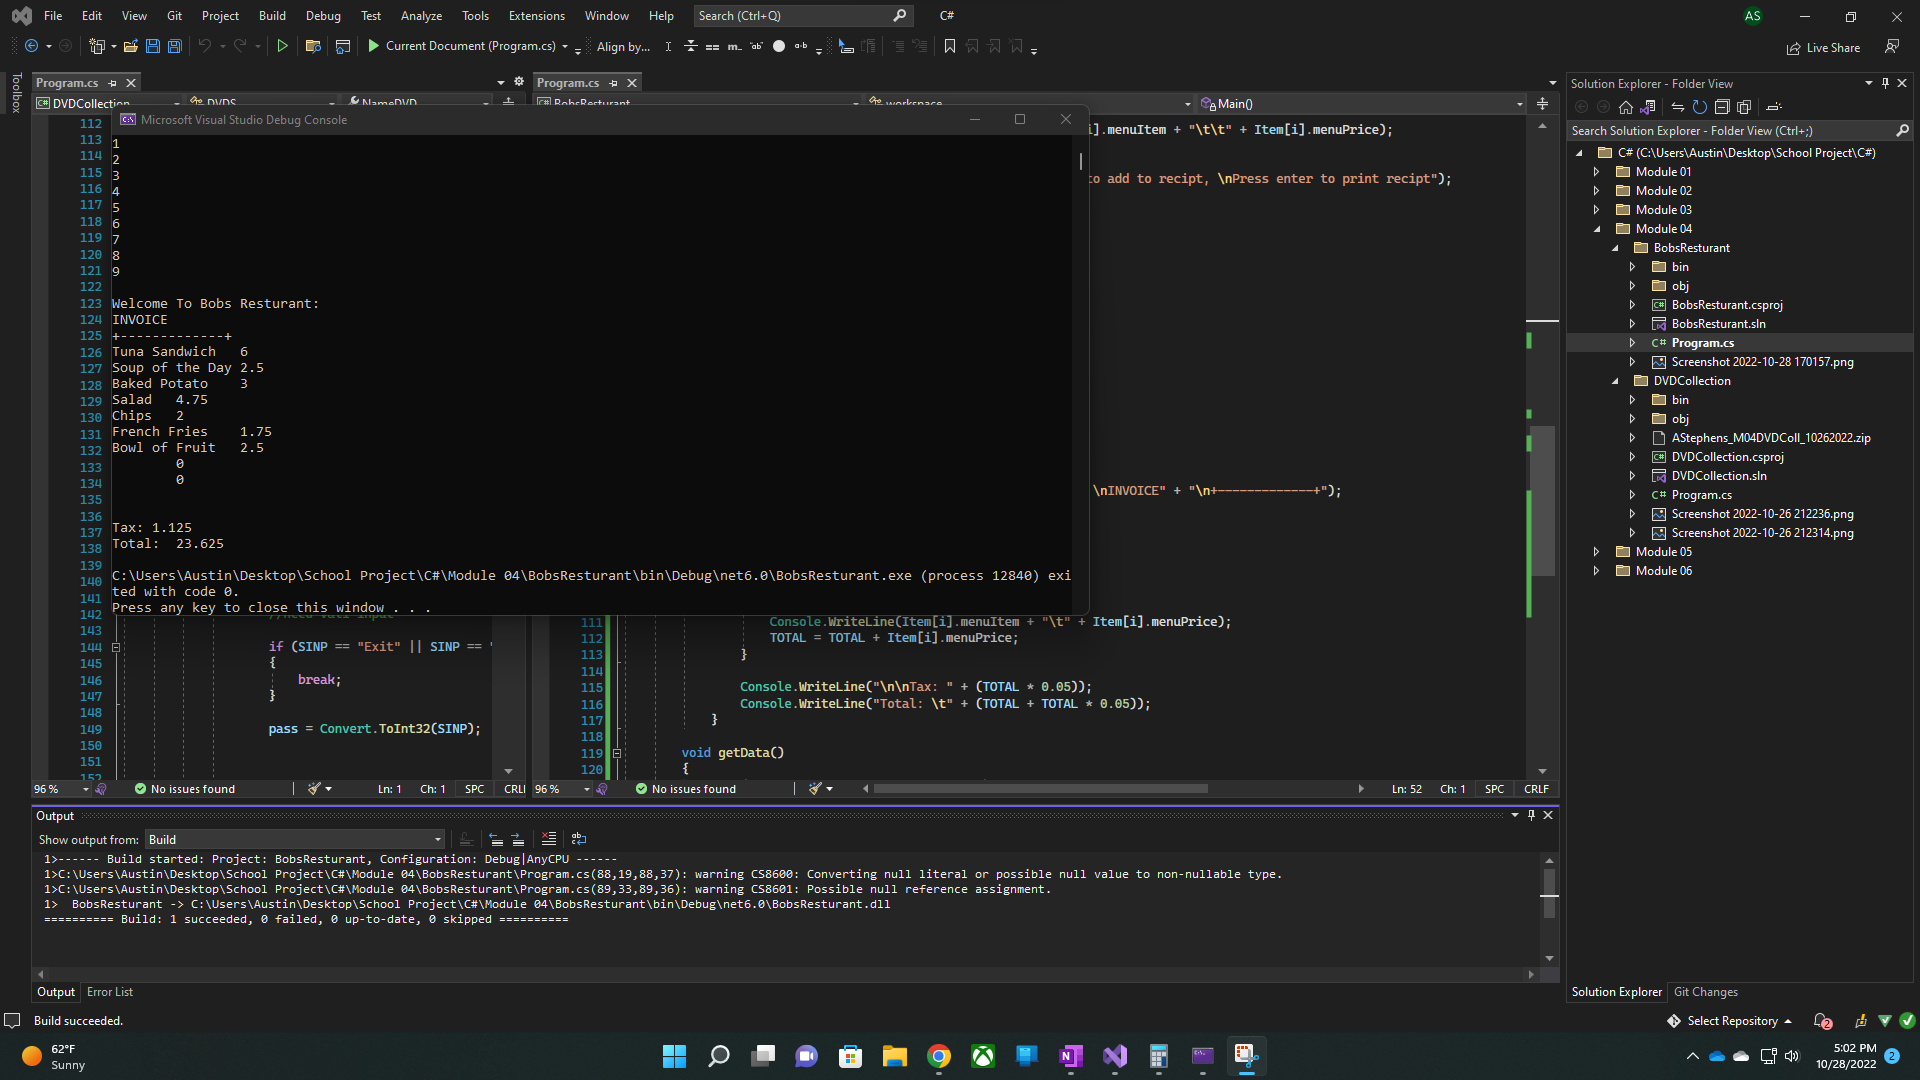 File Edit View Git Project Build Debug Test Analyze Tools Extensions Window Help Search (Ctrl+Q) C# AS
Current Document (Program.cs) Align by... Live Share
Toolbox
Program.cs
DVDCollection DVDS NameDVD
Program.cs
BobsResturant workspace Main()
Microsoft Visual Studio Debug Console
1
2
3
4
5
6
7
8
9
Welcome To Bobs Resturant:
INVOICE
+-------------+
Tuna Sandwich 6
Soup of the Day 2.5
Baked Potato 3
Salad 4.75
Chips 2
French Fries 1.75
Bowl of Fruit 2.5
0
0
Tax: 1.125
Total: 23.625
C:\Users\Austin\Desktop\School Project\C#\Module 04\BobsResturant\bin\Debug\net6.0\BobsResturant.exe (process 12840) exi
ted with code 0.
Press any key to close this window . . .
112
113
114
115
116
117
118
119
120
121
122
123
124
125
126
127
128
129
130
131
132
133
134
135
136
137
138
139
140
141
142
143
144 if (SINP == "Exit" || SINP == "
145 {
146 break;
147 }
148
149 pass = Convert.ToInt32(SINP);
150
151
152
].menuItem + "\t\t" + Item[i].menuPrice);
to add to recipt, \nPress enter to print recipt");
\nINVOICE" + "\n+-------------+");
111 Console.WriteLine(Item[i].menuItem + "\t" + Item[i].menuPrice);
112 TOTAL = TOTAL + Item[i].menuPrice;
113 }
114
115 Console.WriteLine("\n\nTax: " + (TOTAL * 0.05));
116 Console.WriteLine("Total: \t" + (TOTAL + TOTAL * 0.05));
117 }
118
119 void getData()
120 {
96 % No issues found Ln: 1 Ch: 1 SPC CRLF
96 % No issues found Ln: 52 Ch: 1 SPC CRLF
Output
Show output from: Build
1>------ Build started: Project: BobsResturant, Configuration: Debug|AnyCPU ------
1>C:\Users\Austin\Desktop\School Project\C#\Module 04\BobsResturant\Program.cs(88,19,88,37): warning CS8600: Converting null literal or possible null value to non-nullable type.
1>C:\Users\Austin\Desktop\School Project\C#\Module 04\BobsResturant\Program.cs(89,33,89,36): warning CS8601: Possible null reference assignment.
1> BobsResturant -> C:\Users\Austin\Desktop\School Project\C#\Module 04\BobsResturant\bin\Debug\net6.0\BobsResturant.dll
========== Build: 1 succeeded, 0 failed, 0 up-to-date, 0 skipped ==========
Output Error List
Solution Explorer - Folder View
Search Solution Explorer - Folder View (Ctrl+;)
C# (C:\Users\Austin\Desktop\School Project\C#)
Module 01
Module 02
Module 03
Module 04
BobsResturant
bin
obj
BobsResturant.csproj
BobsResturant.sln
C# Program.cs
Screenshot 2022-10-28 170157.png
DVDCollection
bin
obj
AStephens_M04DVDColl_10262022.zip
DVDCollection.csproj
DVDCollection.sln
C# Program.cs
Screenshot 2022-10-26 212236.png
Screenshot 2022-10-26 212314.png
Module 05
Module 06
Solution Explorer Git Changes
Build succeeded.
Select Repository 2
62°F
Sunny
5:02 PM
10/28/2022 2